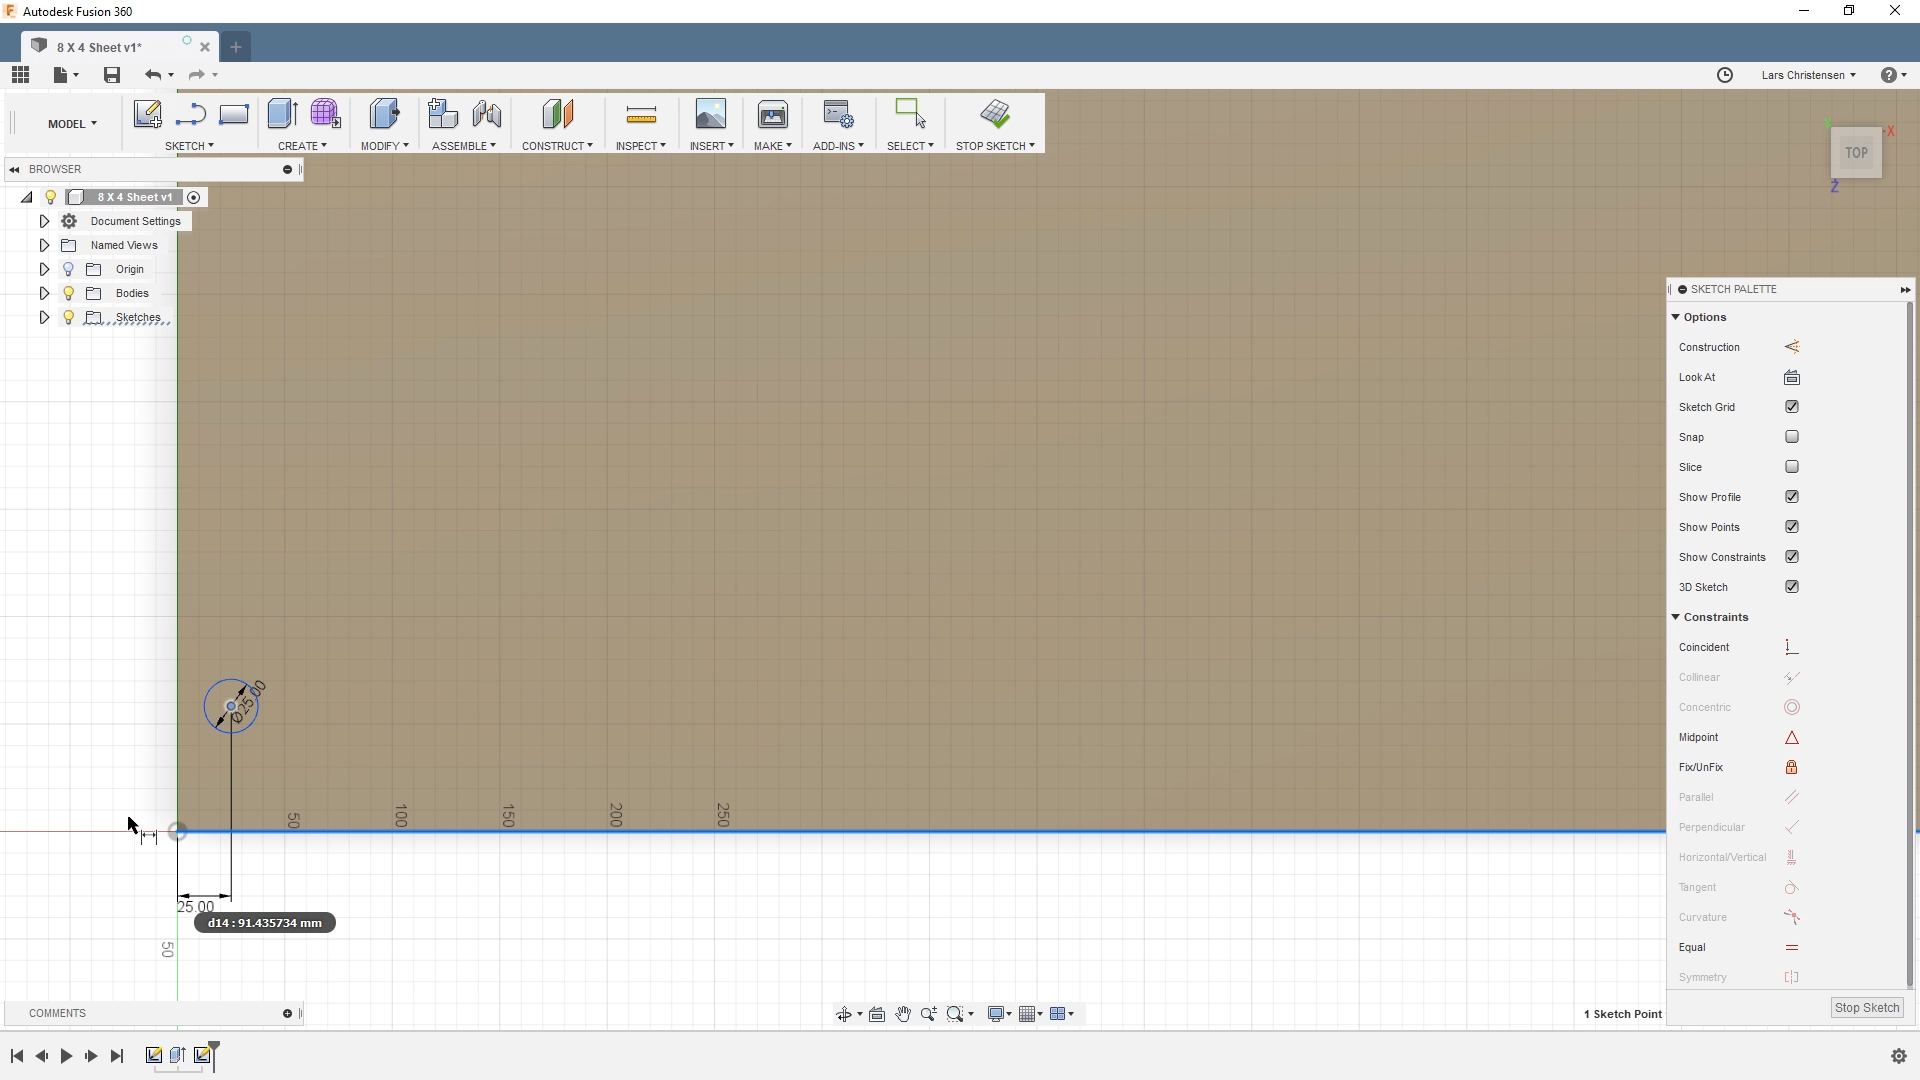 Autodesk Fusion 360
8 X 4 Sheet v1*
Lars Christensen
MODEL
SKETCH
CREATE
MODIFY
ASSEMBLE
CONSTRUCT
INSPECT
INSERT
MAKE
ADD-INS
SELECT
STOP SKETCH
X
TOP
Z
BROWSER
8 X 4 Sheet v1
Document Settings
Named Views
Origin
Bodies
Sketches
SKETCH PALETTE
Options
Construction
Look At
Sketch Grid
Snap
Slice
Show Profile
Show Points
Show Constraints
3D Sketch
Constraints
Coincident
Collinear
Concentric
Midpoint
Fix/UnFix
Parallel
Perpendicular
Horizontal/Vertical
Tangent
Curvature
Equal
Symmetry
Stop Sketch
Ø25.00
50
100
150
200
250
25.00
d14 : 91.435734 mm
50
COMMENTS
1 Sketch Point